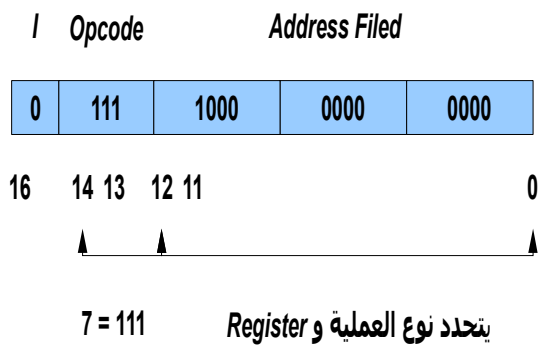 I Opcode Address Filed
0 111 1000 0000 0000
16 14 13 12 11 0
7 = 111 يتحدد نوع العملية و Register